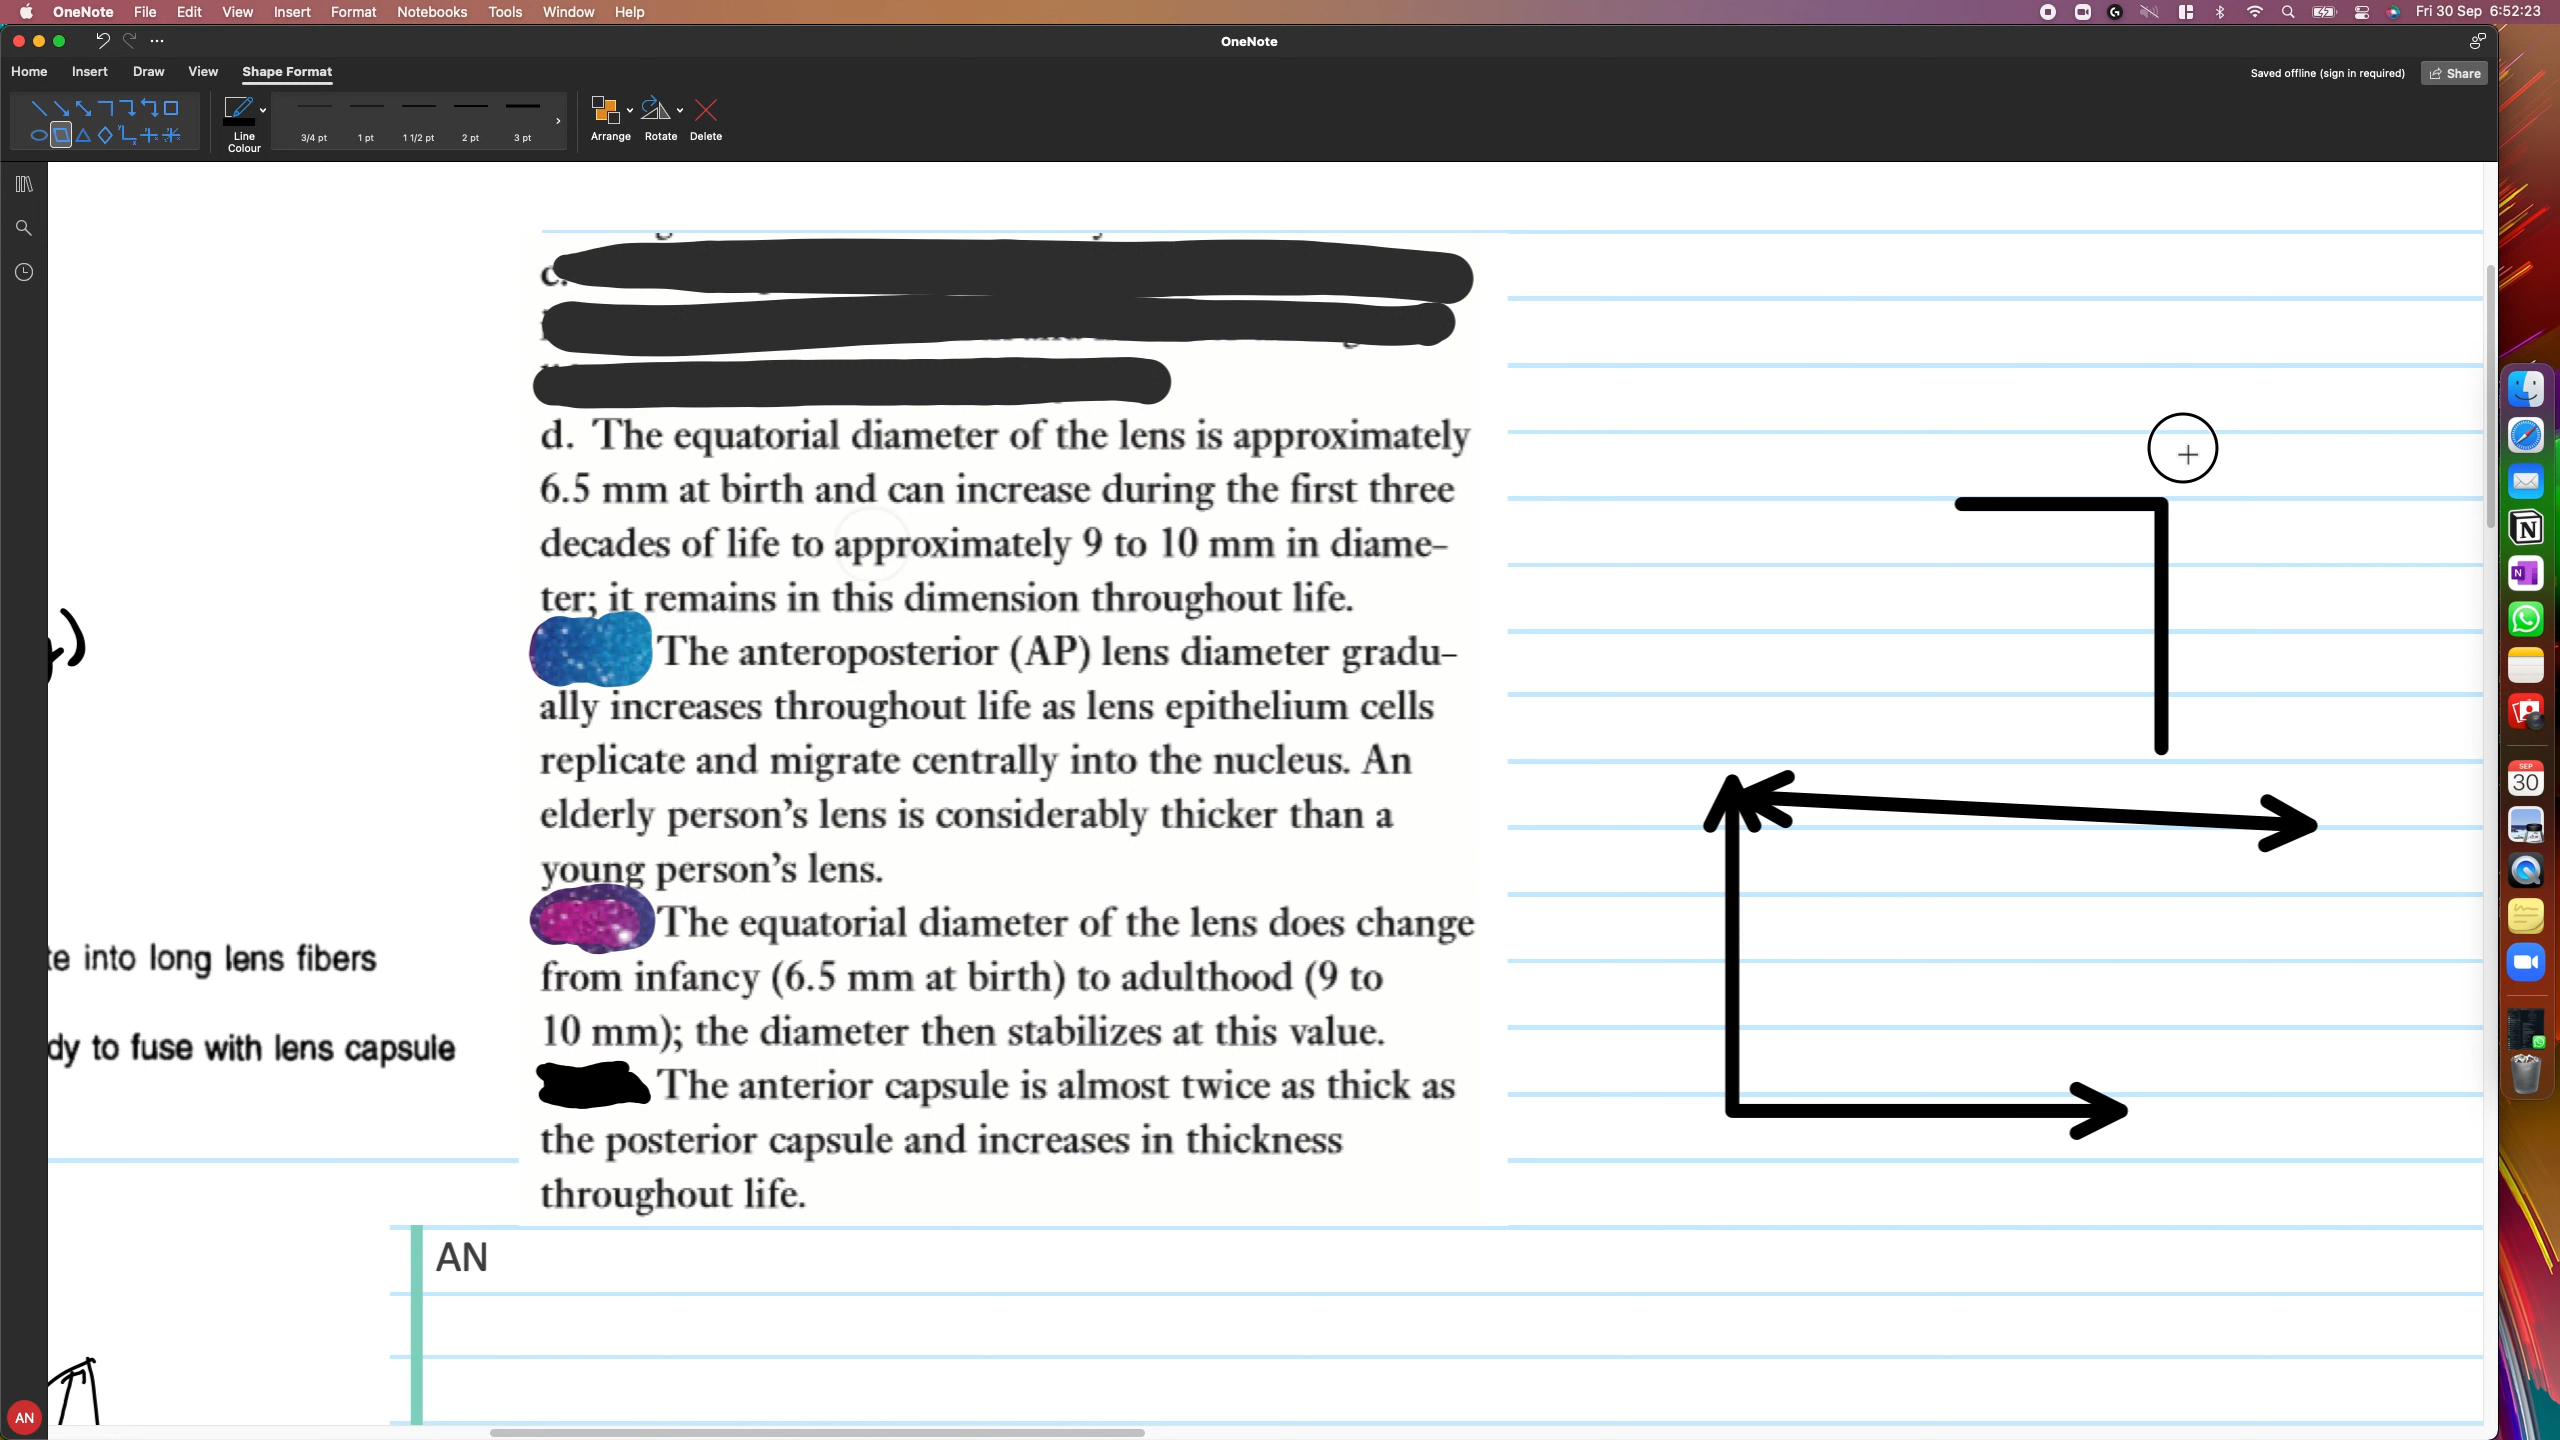 OneNote File Edit View Insert Format Notebooks Tools Window Help
Fri 30 Sep 6:52:23
OneNote
Home Insert Draw View Shape Format
Saved offline (sign in required)
Share
Line Colour
3/4 pt 1 pt 1 1/2 pt 2 pt 3 pt
Arrange Rotate Delete
c.
d. The equatorial diameter of the lens is approximately
6.5 mm at birth and can increase during the first three
decades of life to approximately 9 to 10 mm in diame-
ter; it remains in this dimension throughout life.
The anteroposterior (AP) lens diameter gradu-
ally increases throughout life as lens epithelium cells
replicate and migrate centrally into the nucleus. An
elderly person's lens is considerably thicker than a
young person's lens.
The equatorial diameter of the lens does change
from infancy (6.5 mm at birth) to adulthood (9 to
10 mm); the diameter then stabilizes at this value.
The anterior capsule is almost twice as thick as
the posterior capsule and increases in thickness
throughout life.
into long lens fibers
to fuse with lens capsule
AN
AN
SEP
30